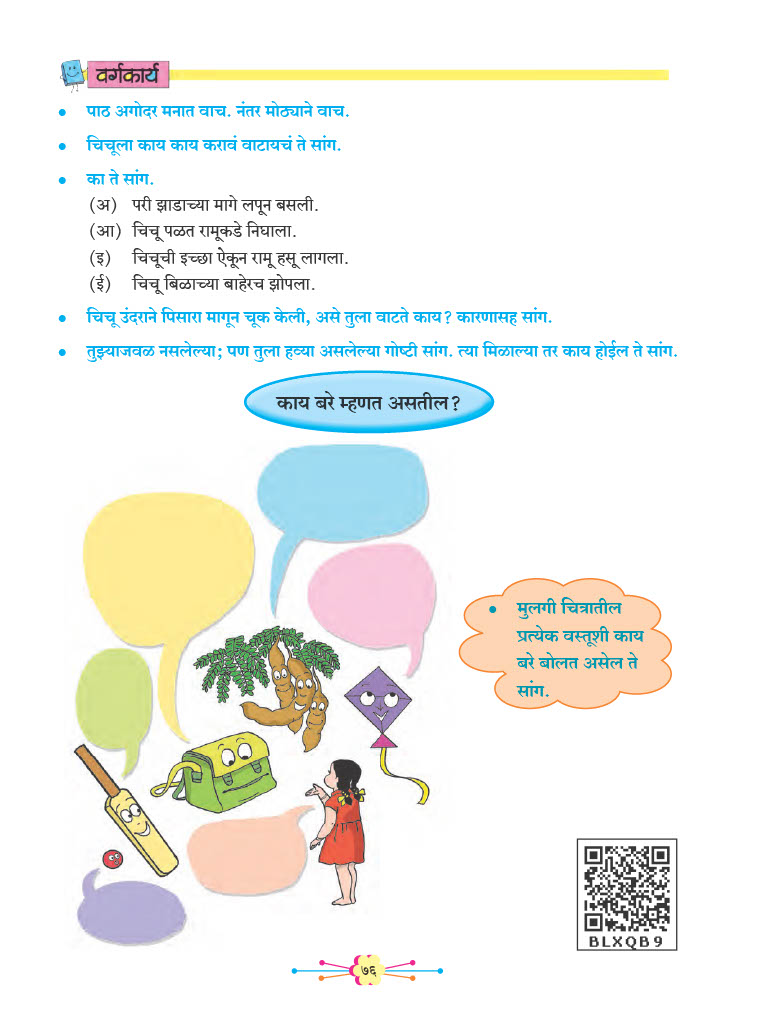 वर्गकार्य
• पाठ अगोदर मनात वाच. नंतर मोठ्याने वाच.
• चिचूला काय काय करावं वाटायचं ते सांग.
• का ते सांग.
(अ) परी झाडाच्या मागे लपून बसली.
(आ) चिचू पळत रामूकडे निघाला.
(इ) चिचूची इच्छा ऐकून रामू हसू लागला.
(ई) चिचू बिळाच्या बाहेरच झोपला.
• चिचू उंदराने पिसारा मागून चूक केली, असे तुला वाटते काय? कारणासह सांग.
• तुझ्याजवळ नसलेल्या; पण तुला हव्या असलेल्या गोष्टी सांग. त्या मिळाल्या तर काय होईल ते सांग.
काय बरे म्हणत असतील?
• मुलगी चित्रातील
प्रत्येक वस्तूशी काय
बरे बोलत असेल ते
सांग.
BLXQB9
७६